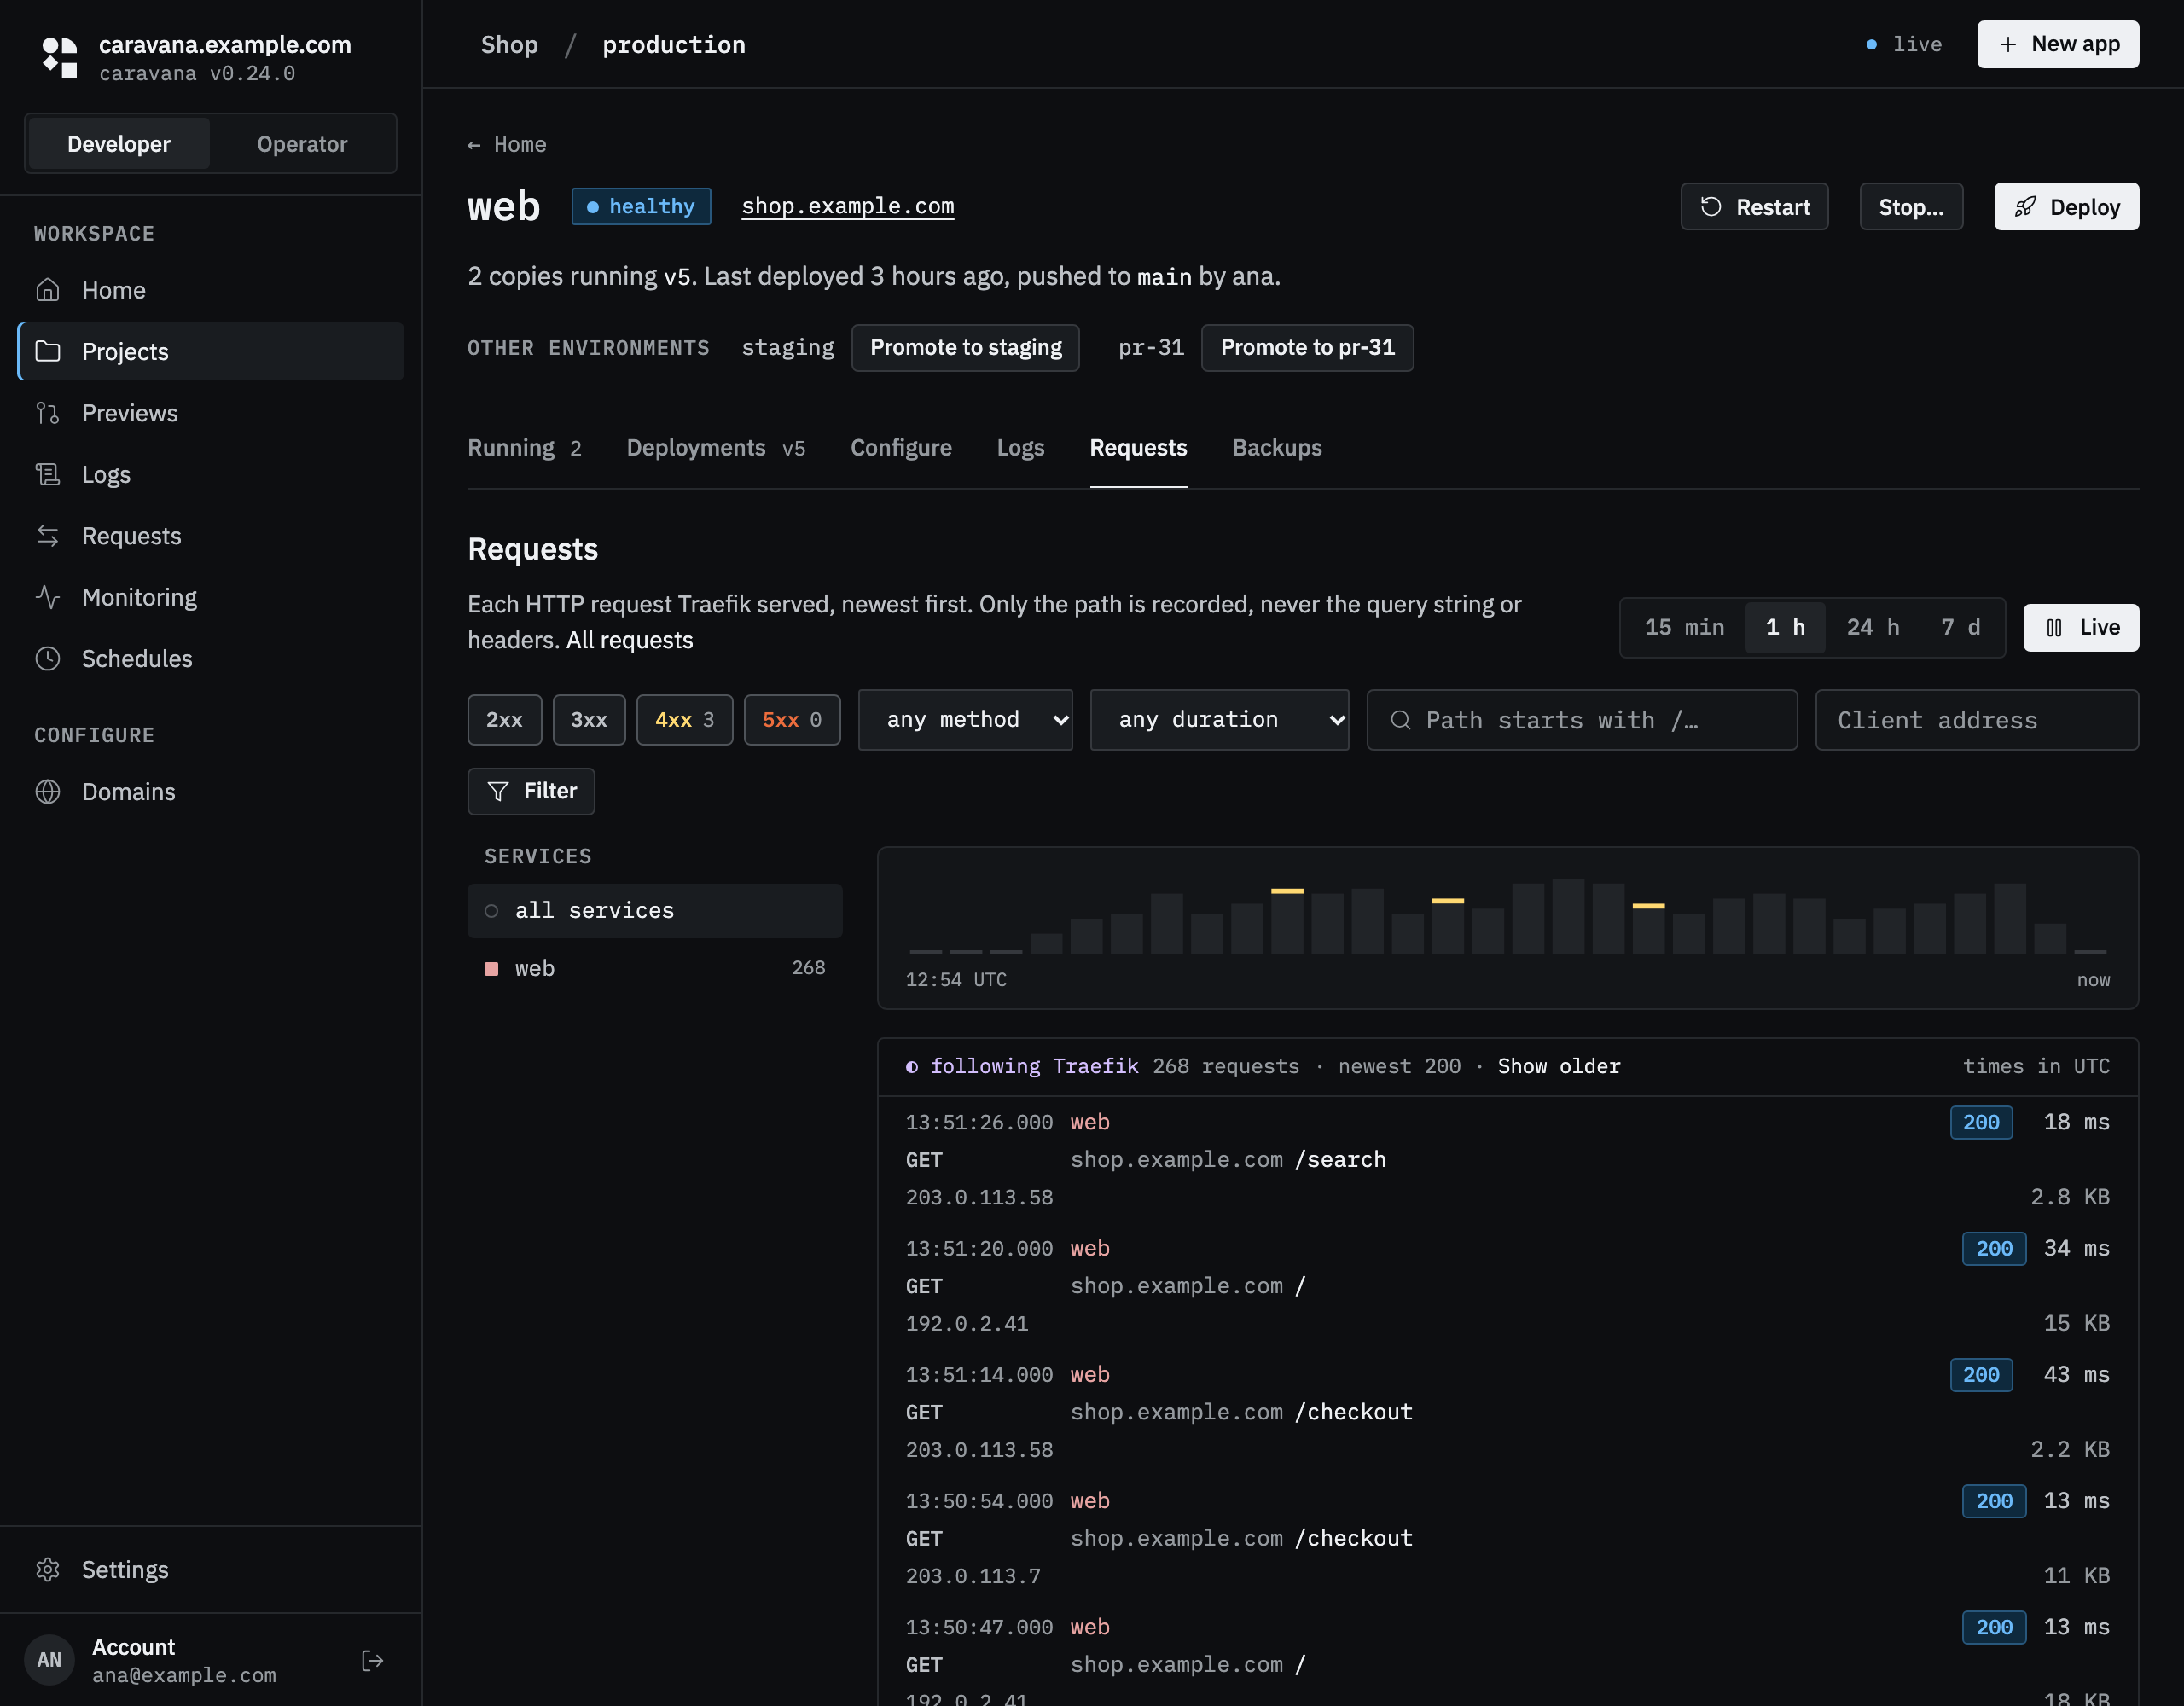 caravana.example.com
caravana v0.24.0
Developer
Operator
WORKSPACE
Home
Projects
Previews
Logs
Requests
Monitoring
Schedules
CONFIGURE
Domains
Settings
AN
Account
ana@example.com
Shop / production
live
+ New app
← Home
web
healthy
shop.example.com
Restart
Stop…
Deploy
2 copies running v5. Last deployed 3 hours ago, pushed to main by ana.
OTHER ENVIRONMENTS staging Promote to staging pr-31 Promote to pr-31
Running 2 Deployments v5 Configure Logs Requests Backups
Requests
Each HTTP request Traefik served, newest first. Only the path is recorded, never the query string or
headers. All requests
15 min 1 h 24 h 7 d
Live
2xx 3xx 4xx 3 5xx 0 any method any duration Path starts with /… Client address
Filter
SERVICES
all services
web 268
12:54 UTC now
following Traefik 268 requests · newest 200 · Show older times in UTC
13:51:26.000 web 200 18 ms
GET shop.example.com /search
203.0.113.58 2.8 KB
13:51:20.000 web 200 34 ms
GET shop.example.com /
192.0.2.41 15 KB
13:51:14.000 web 200 43 ms
GET shop.example.com /checkout
203.0.113.58 2.2 KB
13:50:54.000 web 200 13 ms
GET shop.example.com /checkout
203.0.113.7 11 KB
13:50:47.000 web 200 13 ms
GET shop.example.com /
192.0.2.41 18 KB